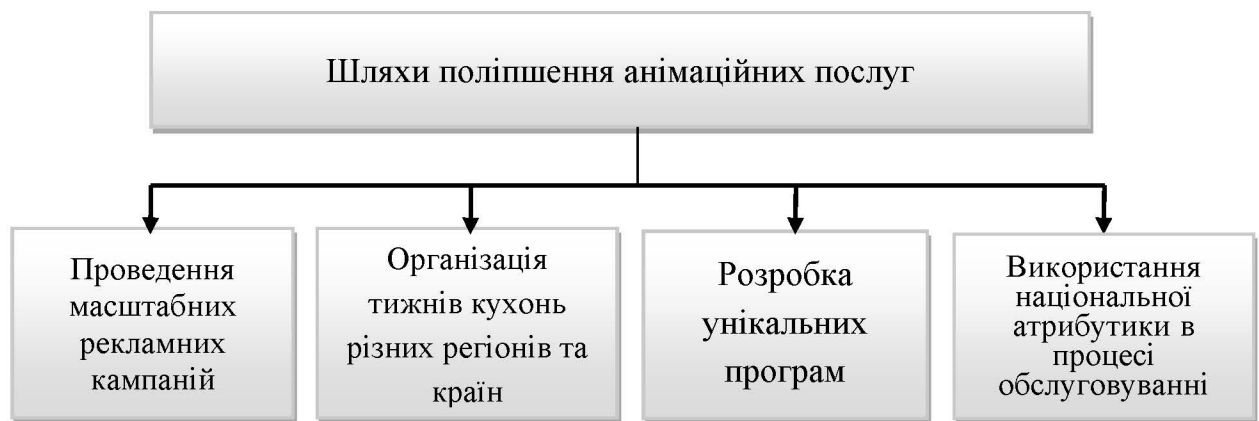 Шляхи поліпшення анімаційних послуг
Проведення
масштабних
рекламних
кампаній
Організація
тижнів кухонь
різних регіонів та
країн
Розробка
унікальних
програм
Використання
національної
атрибутики в
процесі
обслуговуванні